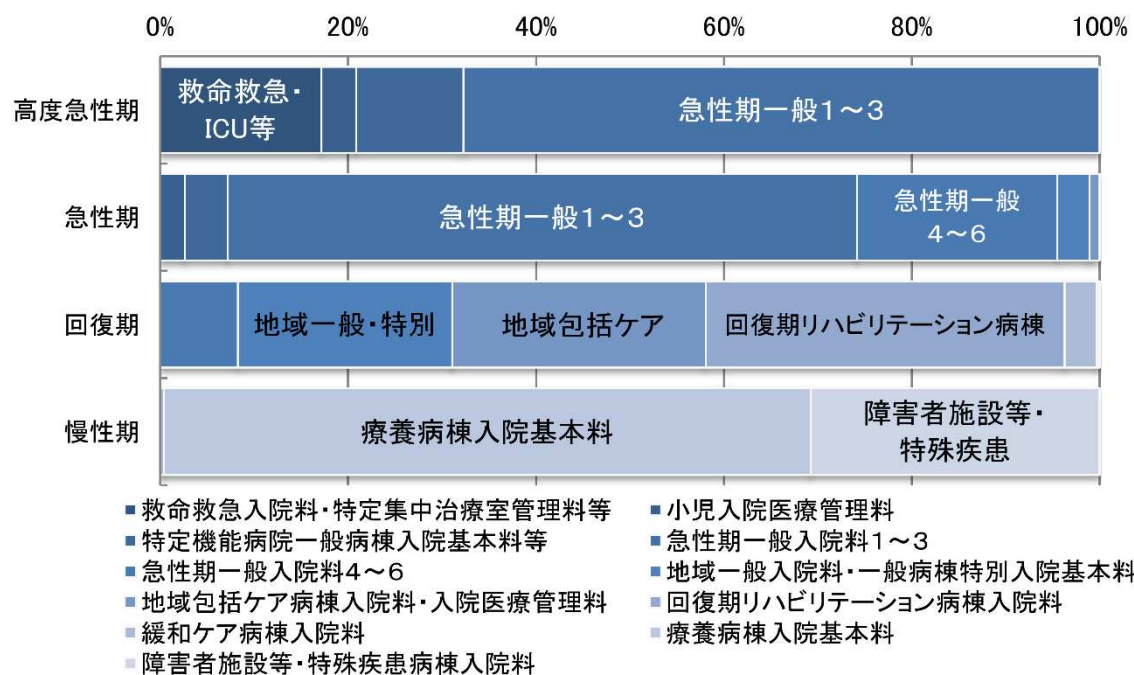 0% 20% 40% 60% 80% 100%
高度急性期
救命救急・
ICU等
急性期一般1～3
急性期
急性期一般1～3
急性期一般
4～6
回復期
地域一般・特別
地域包括ケア
回復期リハビリテーション病棟
慢性期
療養病棟入院基本料
障害者施設等・
特殊疾患
救命救急入院料・特定集中治療室管理料等
小児入院医療管理料
特定機能病院一般病棟入院基本料等
急性期一般入院料1～3
急性期一般入院料4～6
地域一般入院料・一般病棟特別入院基本料
地域包括ケア病棟入院料・入院医療管理料
回復期リハビリテーション病棟入院料
緩和ケア病棟入院料
療養病棟入院基本料
障害者施設等・特殊疾患病棟入院料